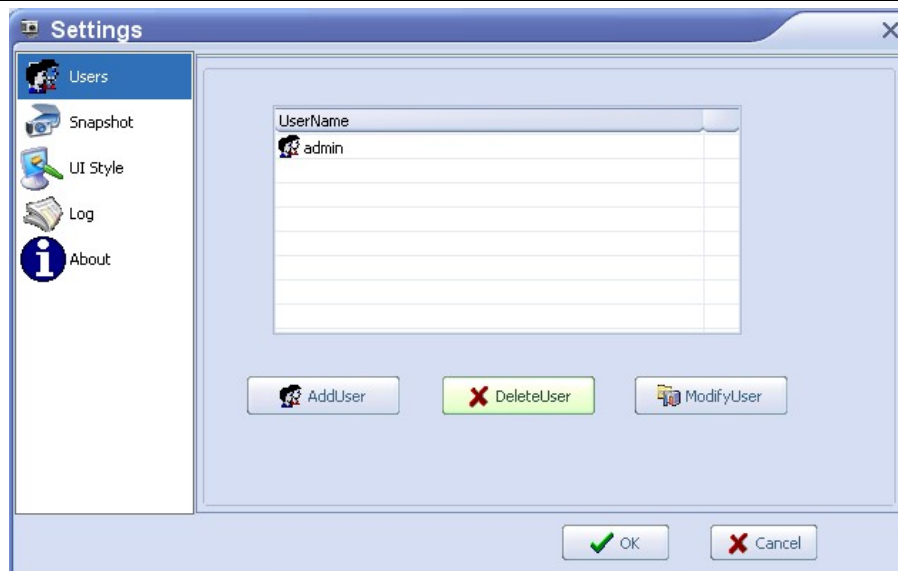 Settings
Users
Snapshot
UI Style
Log
About
UserName
admin
AddUser
DeleteUser
ModifyUser
OK
Cancel